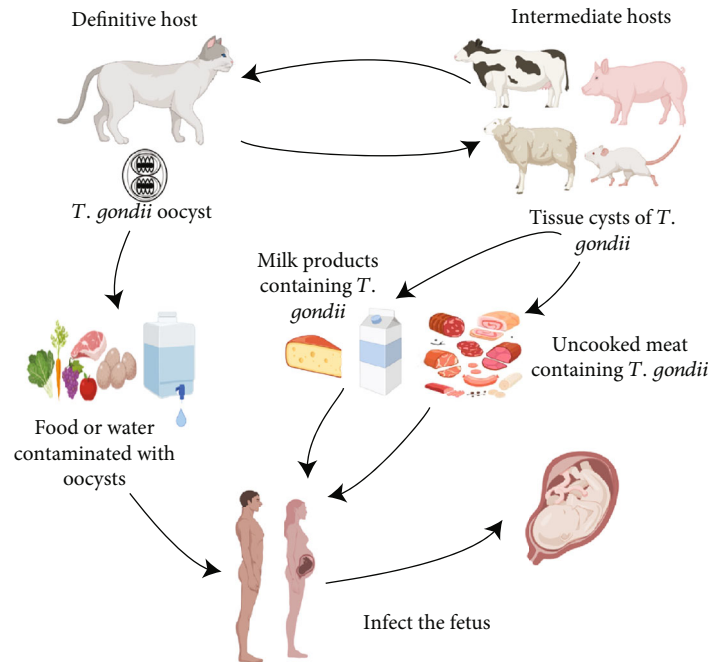 Definitive host
Intermediate hosts
T. gondii oocyst
Tissue cysts of T.
gondii
Milk products
containing T.
gondii
Uncooked meat
containing T. gondii
Food or water
contaminated with
oocysts
Infect the fetus